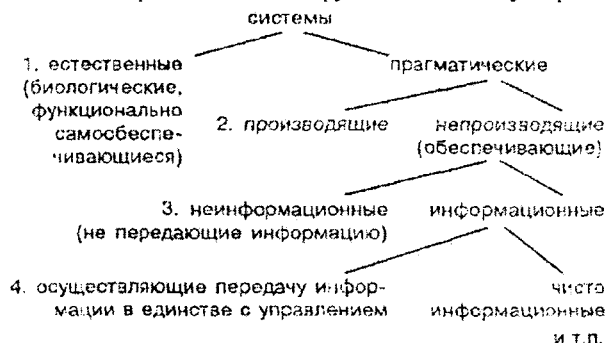 системы
1. естественные прагматические
(биологические,
функционально
самообеспе- 2. производящие непроизводящие
чивающиеся) (обеспечивающие)
3. неинформационные информационные
(не передающие информацию)
4. осуществляющие передачу инфор- чисто
мации в единстве с управлением информационные
и т.п.